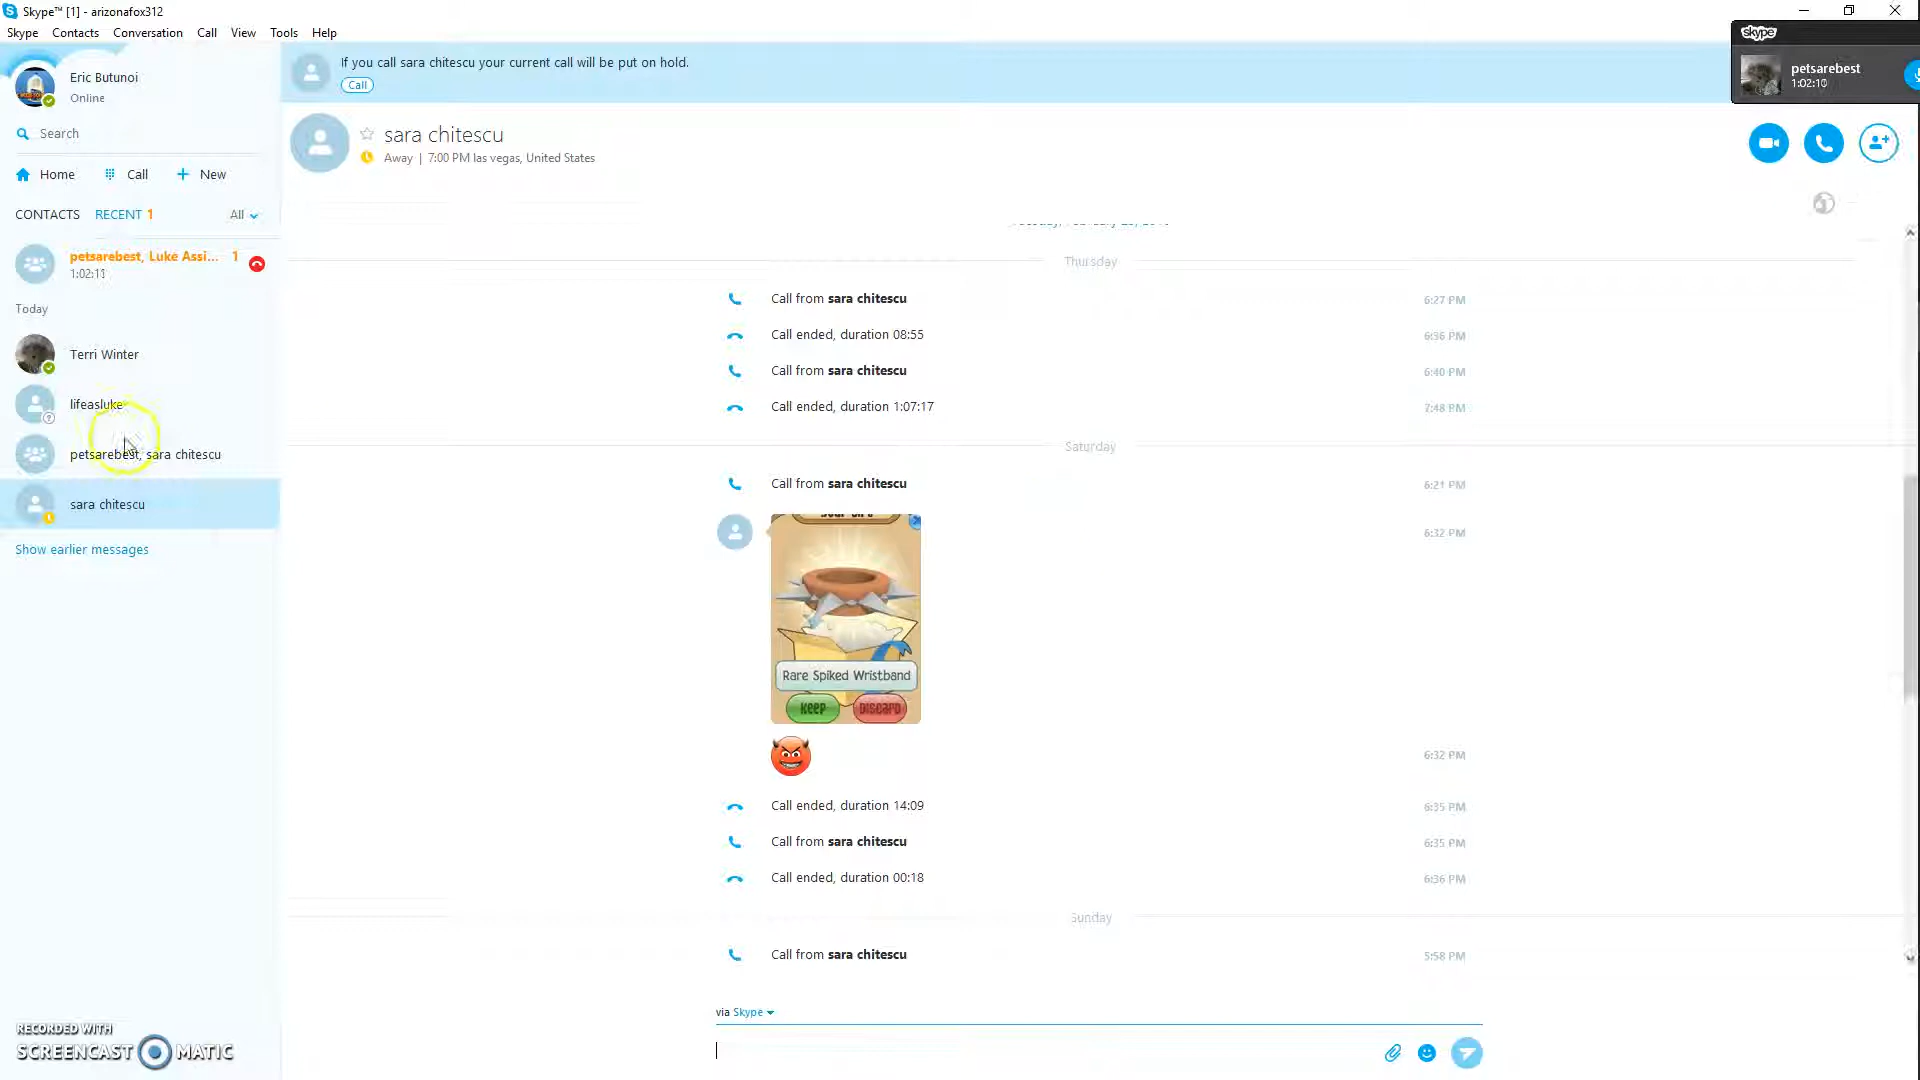 Skype™ [1] - arizonafox312
Skype Contacts Conversation Call View Tools Help
Eric Butunoi
Online
Search
Home Call New
CONTACTS RECENT 1 All
petsarebest, Luke Assi... 1
1:02:11
Today
Terri Winter
lifeasluke
petsarebest, sara chitescu
sara chitescu
Show earlier messages
RECORDED WITH
SCREENCAST MATIC
If you call sara chitescu your current call will be put on hold.
Call
skype
petsarebest
1:02:10
sara chitescu
Away | 7:00 PM las vegas, United States
Thursday
Call from sara chitescu 6:27 PM
Call ended, duration 08:55 6:36 PM
Call from sara chitescu 6:40 PM
Call ended, duration 1:07:17 7:48 PM
Saturday
Call from sara chitescu 6:21 PM
6:32 PM
Rare Spiked Wristband
KEEP DISCARD
6:32 PM
Call ended, duration 14:09 6:35 PM
Call from sara chitescu 6:35 PM
Call ended, duration 00:18 6:36 PM
Sunday
Call from sara chitescu 5:58 PM
via Skype